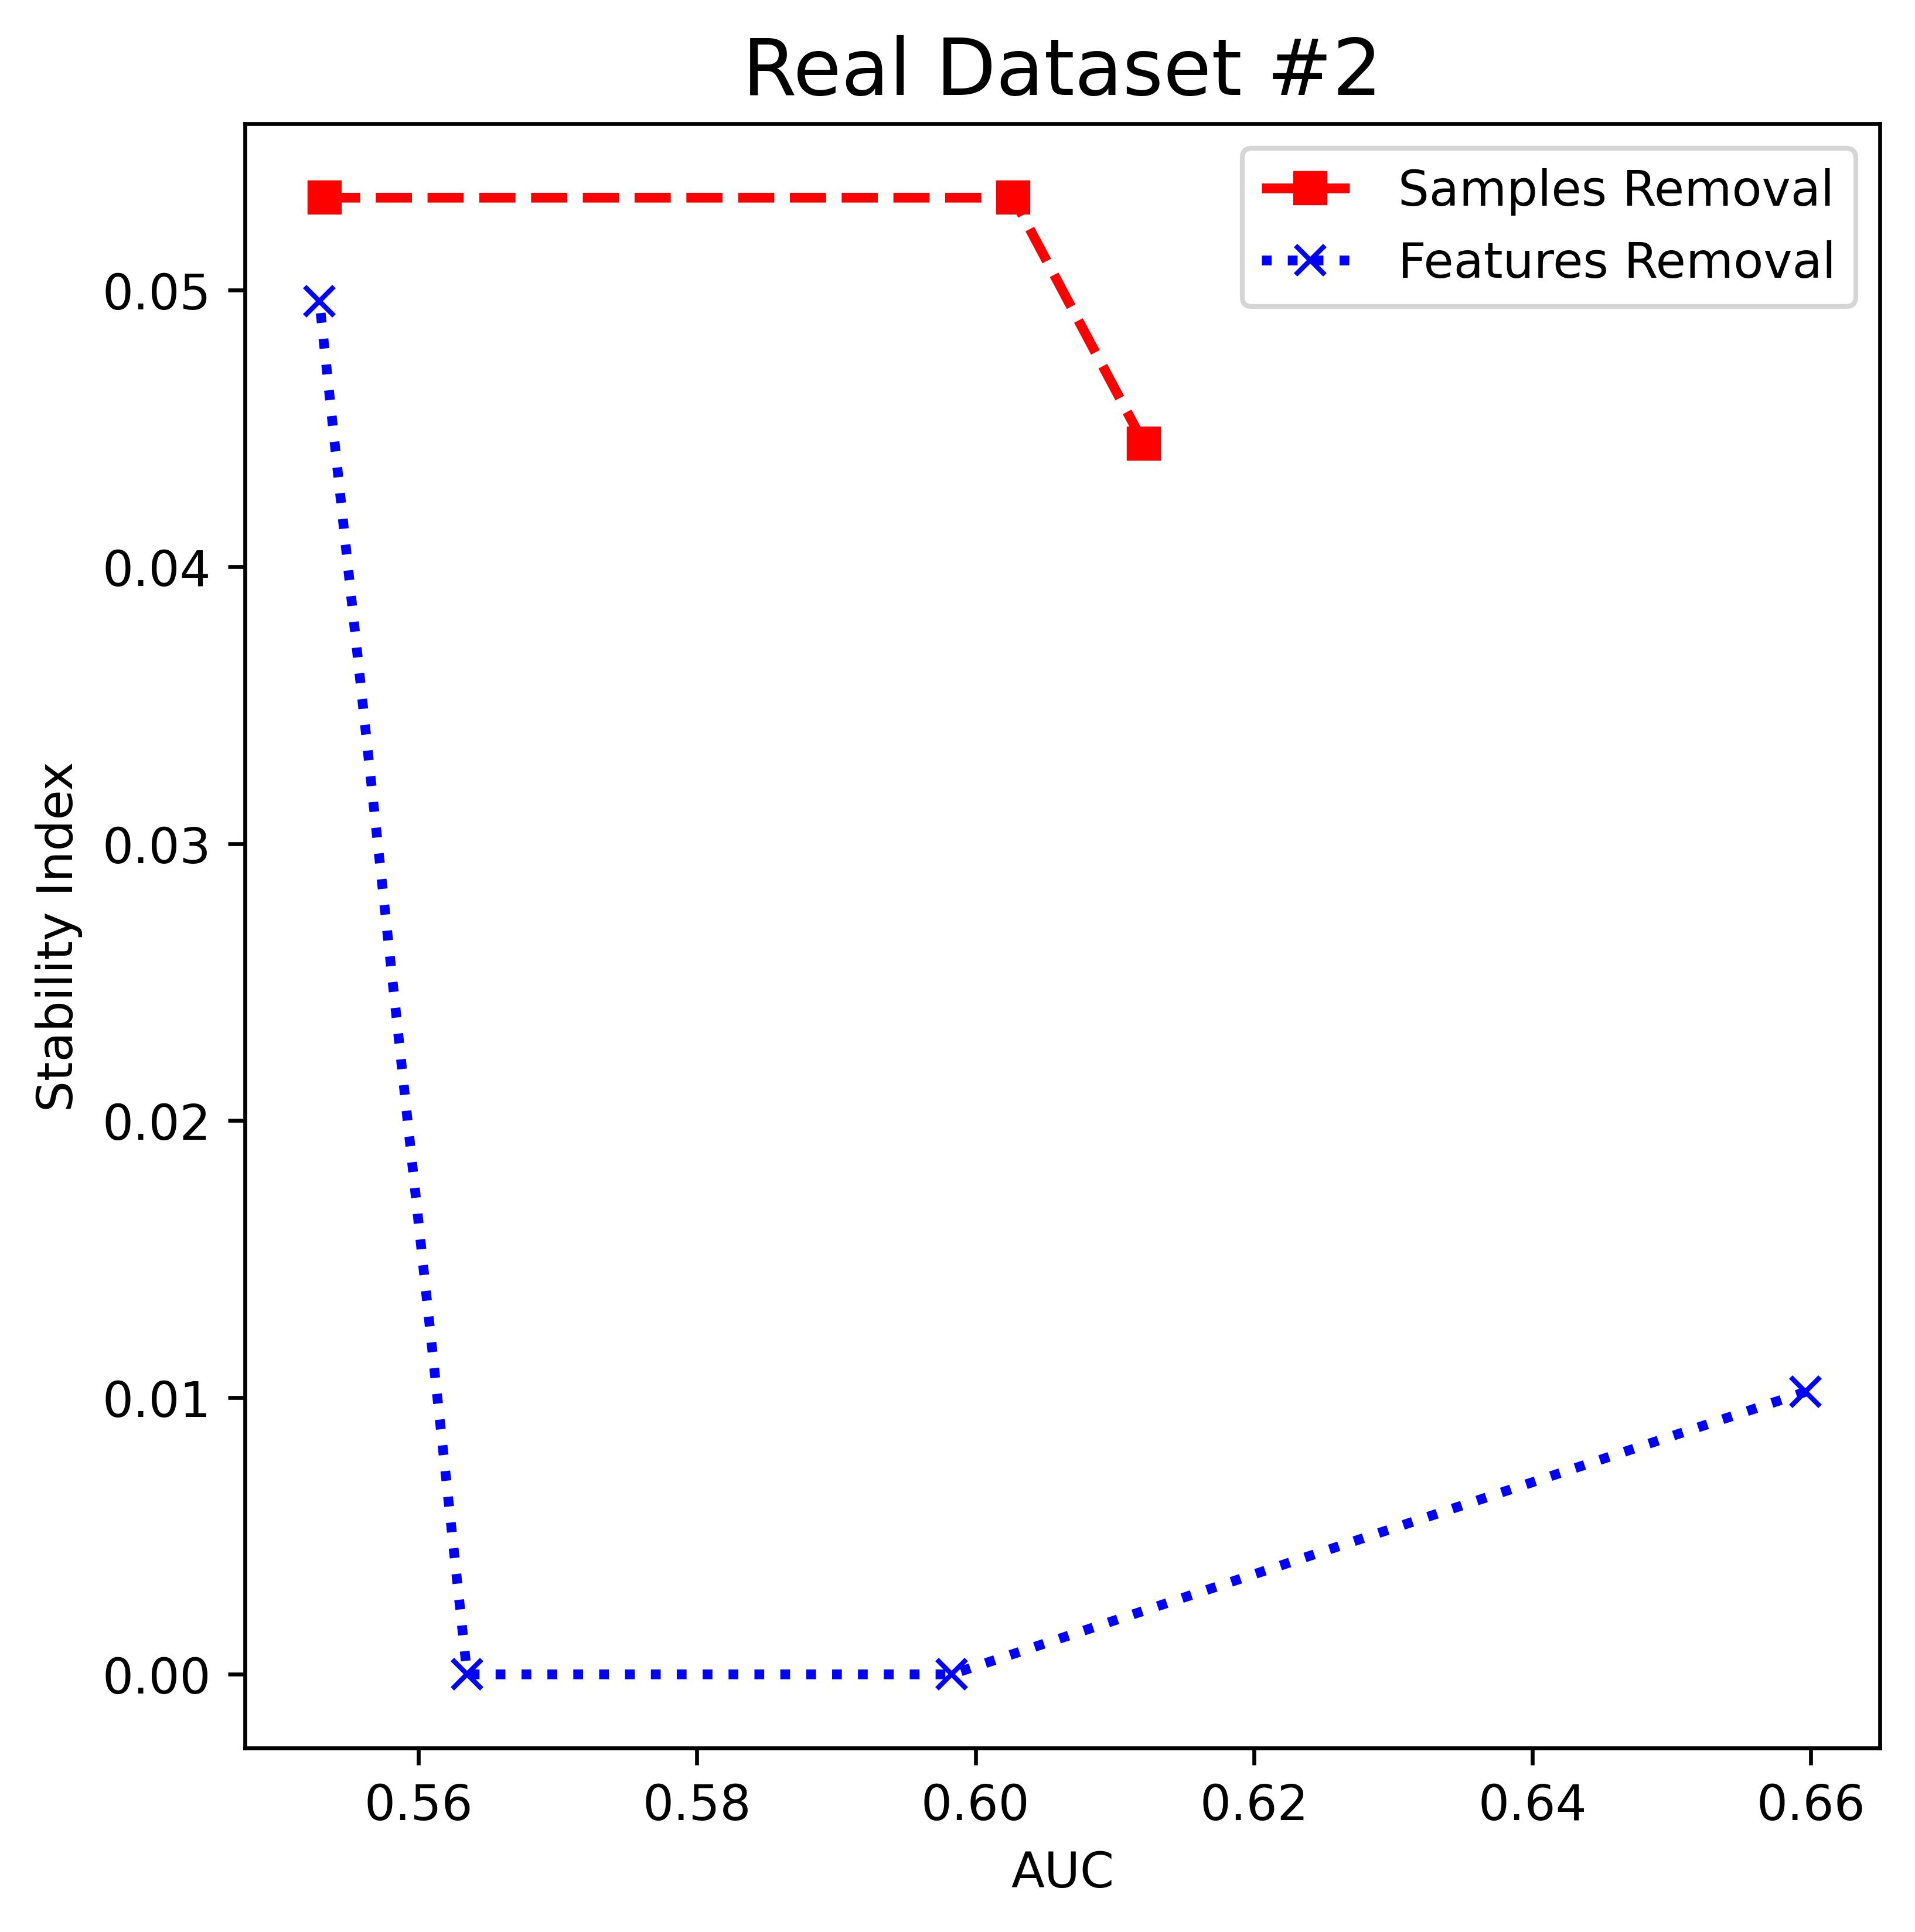 Real Dataset #2
Samples Removal
Features Removal
0.05
0.04
0.03
0.02
0.01
0.00
Stability Index
0.56 0.58 0.60 0.62 0.64 0.66
AUC